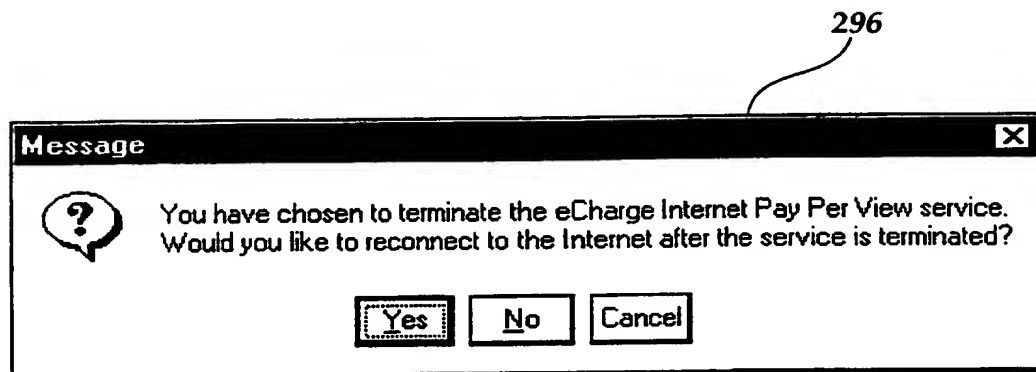 296
Message
You have chosen to terminate the eCharge Internet Pay Per View service.
Would you like to reconnect to the Internet after the service is terminated?
Yes No Cancel